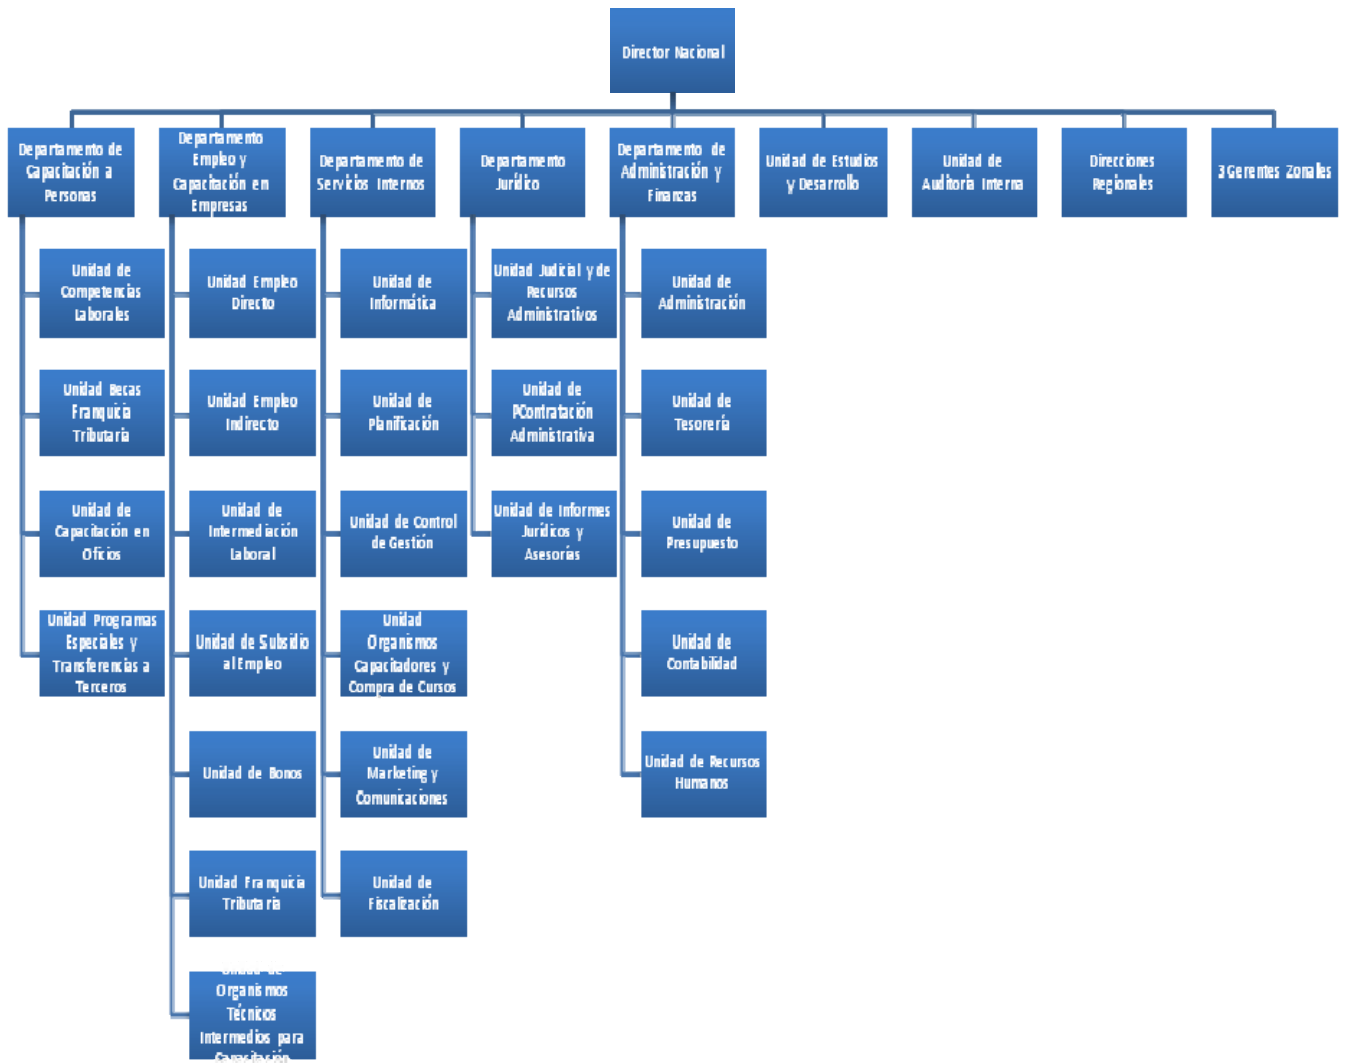 Director Nacional
Departamento de
Capacitación a
Personas
Departamento
Empleo y
Capacitación en
Empresas
Departamento de
Servicios Internos
Departamento
Jurídico
Departamento de
Administración y
Finanzas
Unidad de Estudios
y Desarrollo
Unidad de
Auditoría Interna
Direcciones
Regionales
3 Gerentes Zonales
Unidad de
Competencias
Laborales
Unidad Becas
Franquicia
Tributaria
Unidad de
Capacitación en
Oficios
Unidad Programas
Especiales y
Transferencias a
Terceros
Unidad Empleo
Directo
Unidad Empleo
Indirecto
Unidad de
Intermediación
Laboral
Unidad de Subsidio
al Empleo
Unidad de Bonos
Unidad Franquicia
Tributaria
Unidad de
Organismos
Técnicos
Intermedios para
Capacitación
Unidad de
Informática
Unidad de
Planificación
Unidad de Control
de Gestión
Unidad
Organismos
Capacitadores y
Compra de Cursos
Unidad de
Marketing y
Comunicaciones
Unidad de
Fiscalización
Unidad Judicial y de
Recursos
Administrativos
Unidad de
PContratación
Administrativa
Unidad de Informes
Jurídicos y
Asesorías
Unidad de
Administración
Unidad de
Tesorería
Unidad de
Presupuesto
Unidad de
Contabilidad
Unidad de Recursos
Humanos